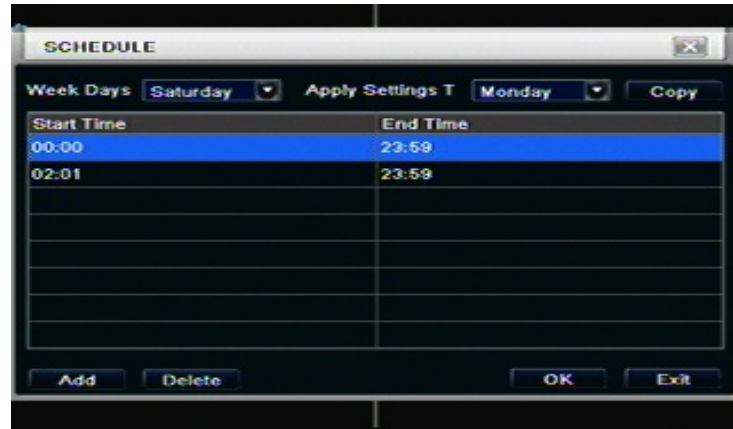 SCHEDULE
Week Days Saturday Apply Settings T Monday Copy
Start Time End Time
00:00 23:59
02:01 23:59
Add Delete OK Exit